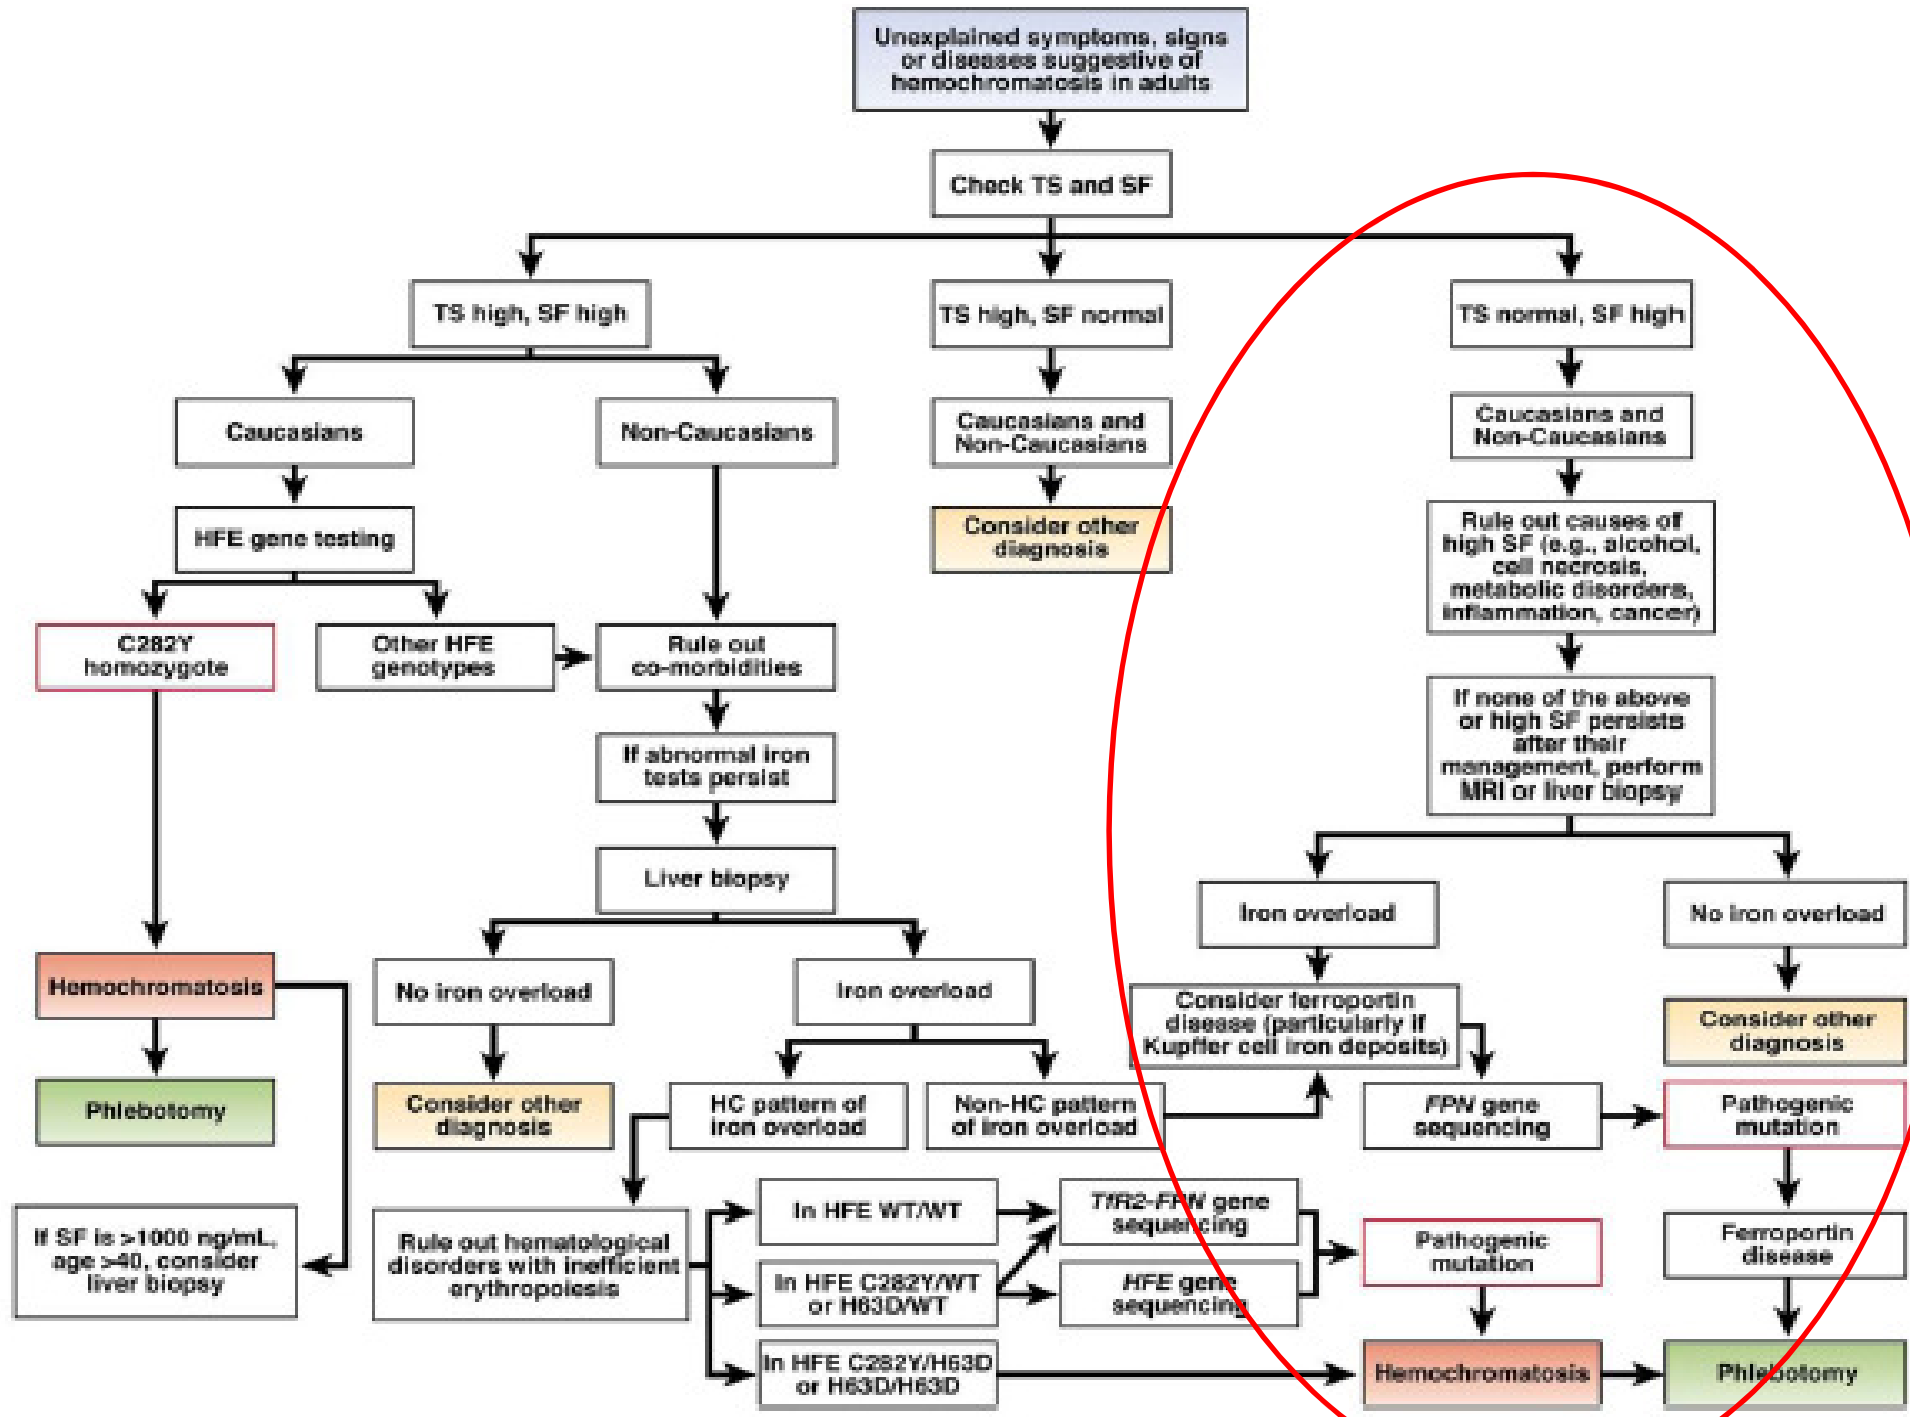 Unexplained symptoms, signs
or diseases suggestive of
hemochromatosis in adults
Check TS and SF
TS high, SF high
TS high, SF normal
TS normal, SF high
Caucasians
Non-Caucasians
Caucasians and
Non-Caucasians
Caucasians and
Non-Caucasians
HFE gene testing
Consider other
diagnosis
Rule out causes of
high SF (e.g., alcohol,
cell necrosis,
metabolic disorders,
inflammation, cancer)
C282Y
homozygote
Other HFE
genotypes
Rule out
co-morbidities
If none of the above
or high SF persists
after their
management, perform
MRI or liver biopsy
If abnormal iron
tests persist
Liver biopsy
Iron overload
No iron overload
Hemochromatosis
No iron overload
Iron overload
Consider ferroportin
disease (particularly if
Kupffer cell iron deposits)
Consider other
diagnosis
Phlebotomy
Consider other
diagnosis
HC pattern of
iron overload
Non-HC pattern
of iron overload
FPN gene
sequencing
Pathogenic
mutation
If SF is >1000 ng/mL,
age >40, consider
liver biopsy
Rule out hematological
disorders with inefficient
erythropoiesis
In HFE WT/WT
TfR2-FPN gene
sequencing
In HFE C282Y/WT
or H63D/WT
HFE gene
sequencing
Pathogenic
mutation
Ferroportin
disease
In HFE C282Y/H63D
or H63D/H63D
Hemochromatosis
Phlebotomy